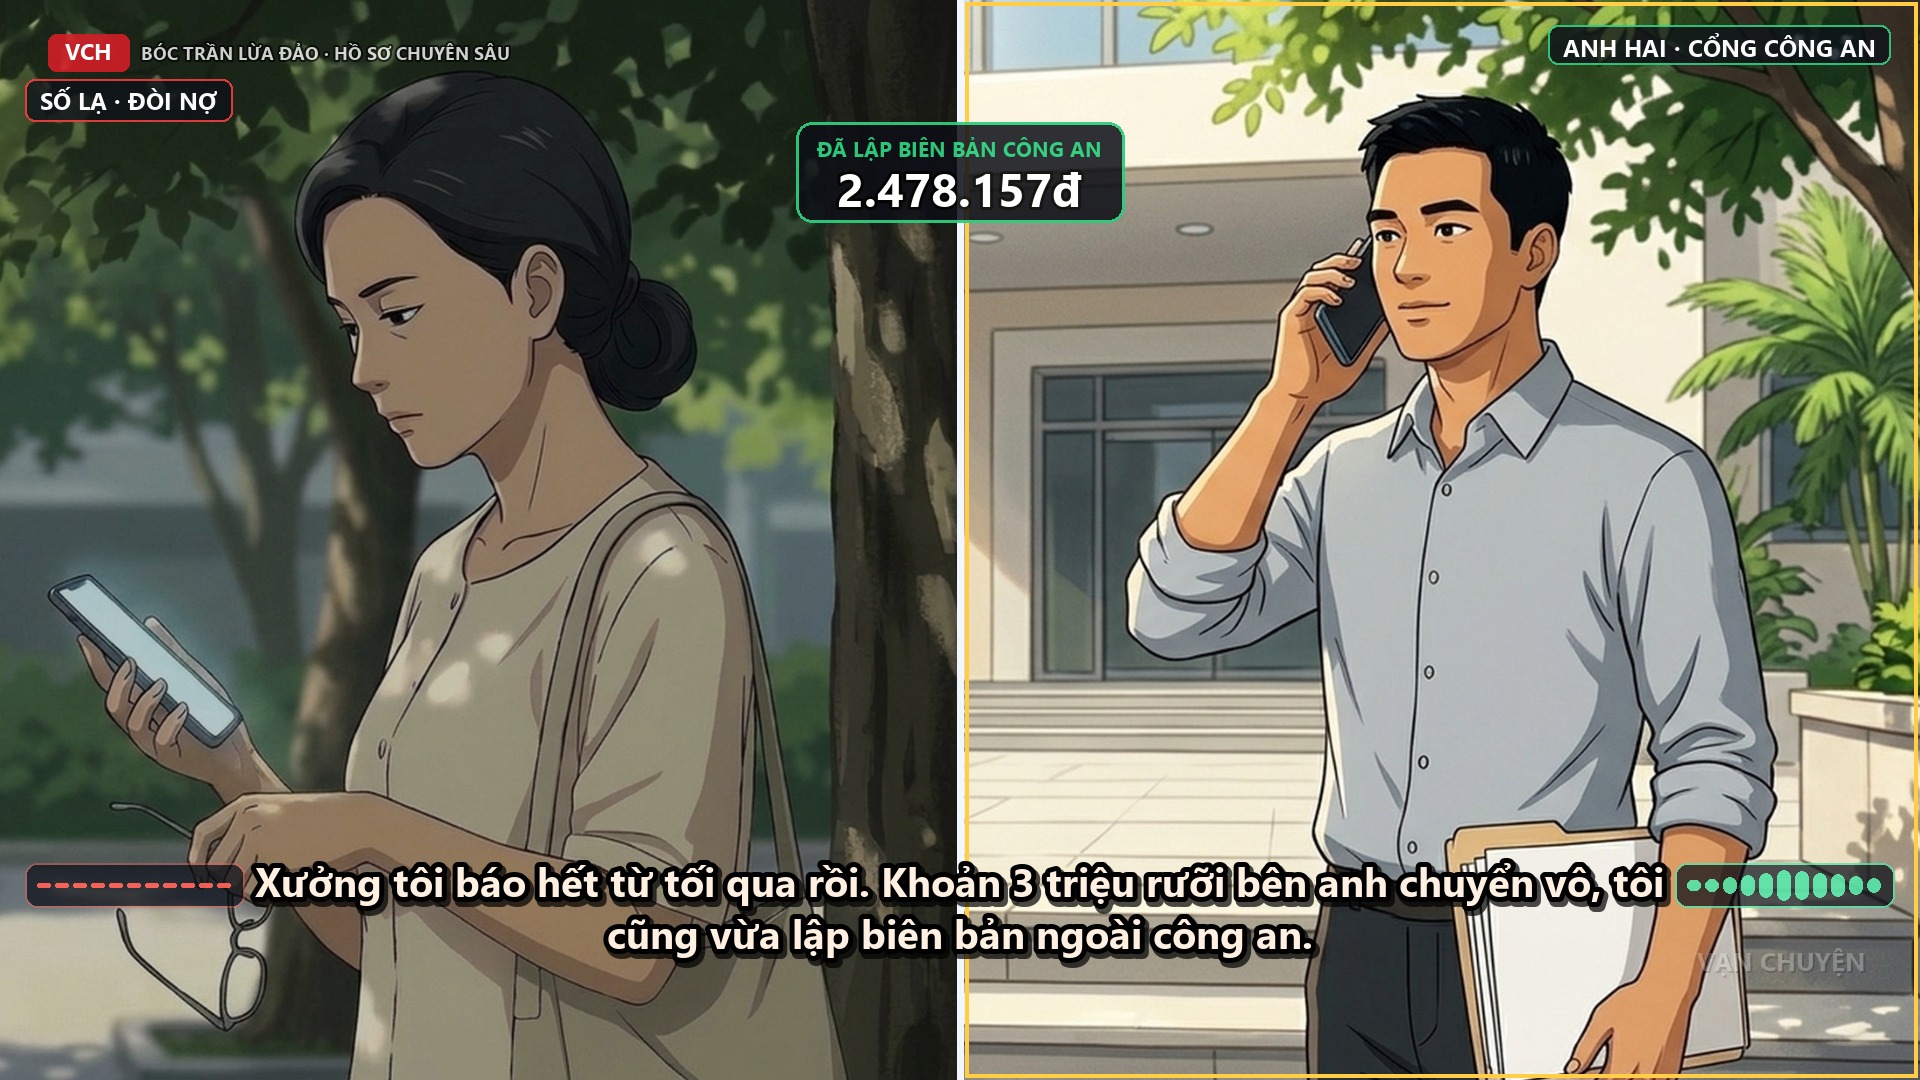 VCH BÓC TRẦN LỪA ĐẢO · HỒ SƠ CHUYÊN SÂU
SỐ LẠ · ĐÒI NỢ
ANH HAI · CỔNG CÔNG AN
ĐÃ LẬP BIÊN BẢN CÔNG AN
2.478.157đ
Xưởng tôi báo hết từ tối qua rồi. Khoản 3 triệu rưỡi bên anh chuyển vô, tôi
cũng vừa lập biên bản ngoài công an.
VẠN CHUYỆN